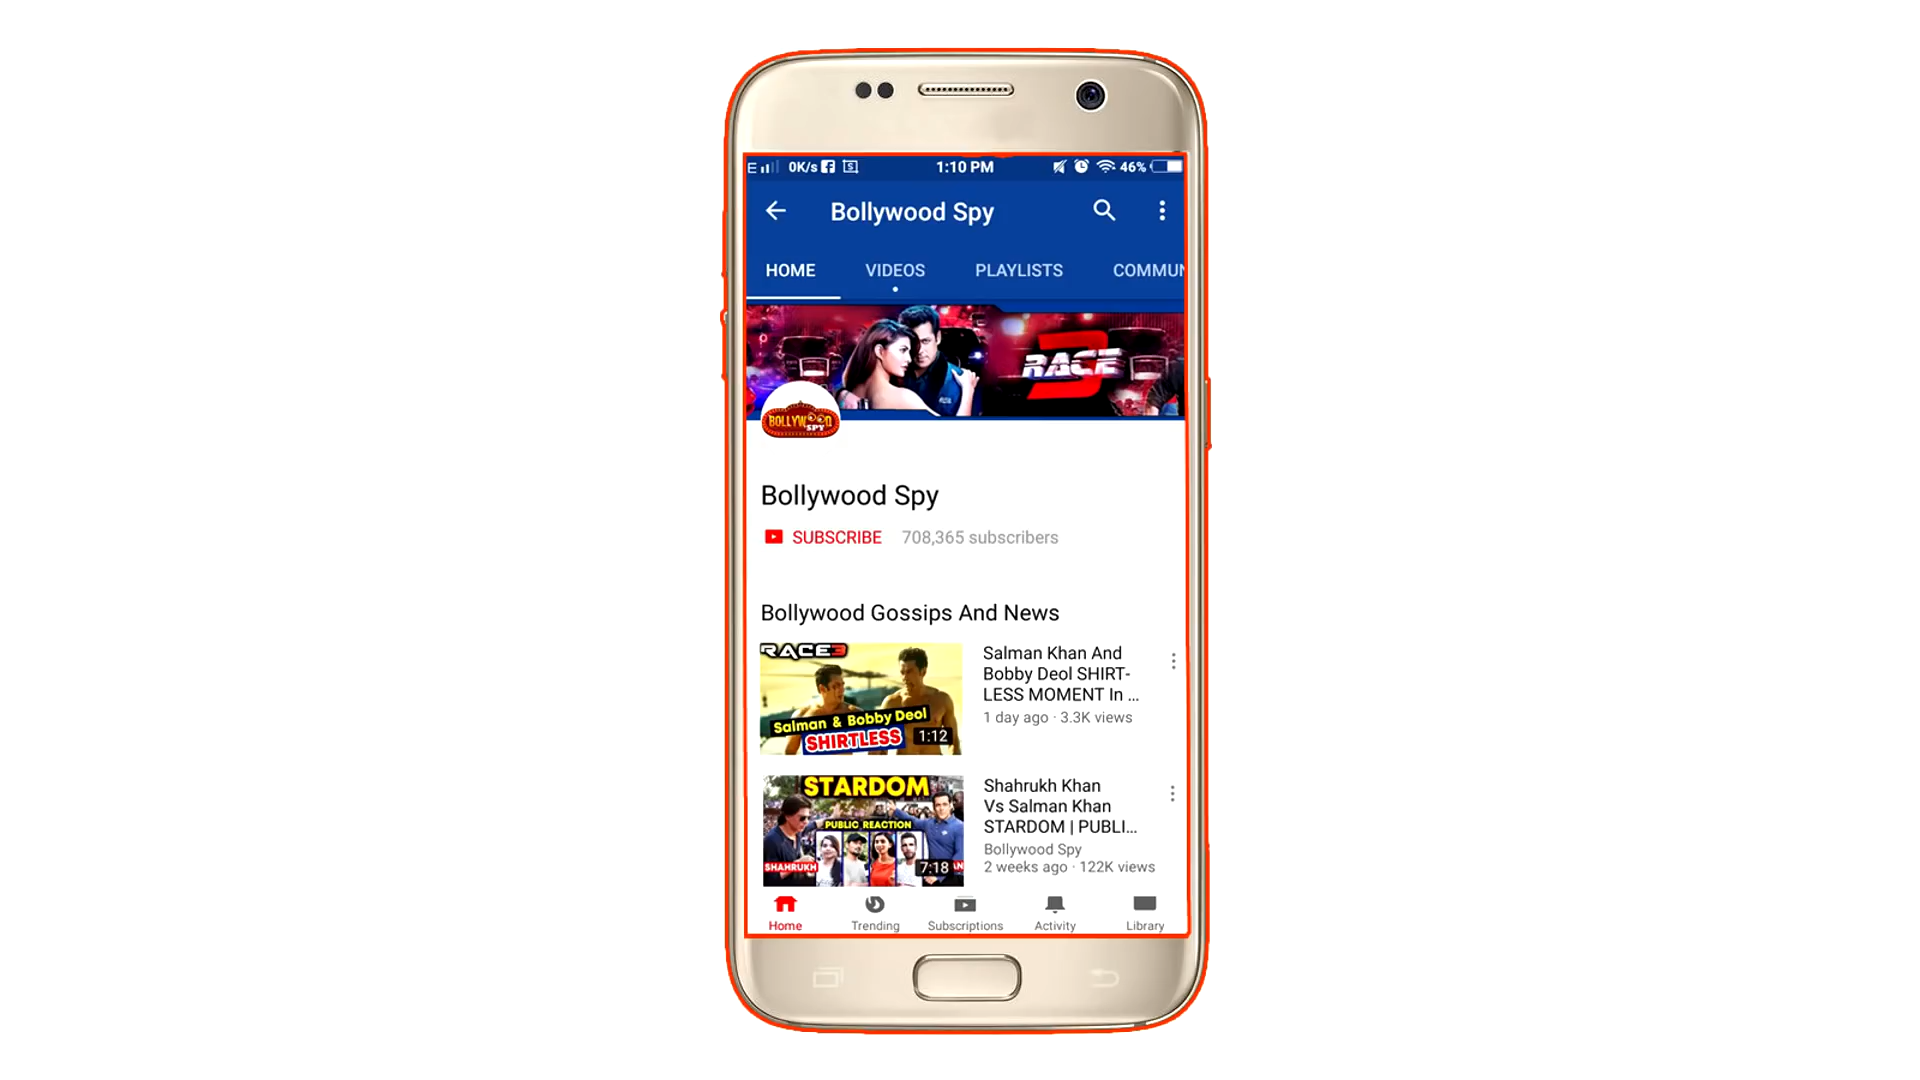 E 0K/s 1:10 PM 46%
Bollywood Spy
HOME VIDEOS PLAYLISTS COMMUN
RACE 3
BOLLYWOOD
SPY
Bollywood Spy
SUBSCRIBE 708,365 subscribers
Bollywood Gossips And News
RACE3
Salman & Bobby Deol
SHIRTLESS
1:12
Salman Khan And
Bobby Deol SHIRT-
LESS MOMENT In ...
1 day ago · 3.3K views
STARDOM
PUBLIC REACTION
SHAHRUKH
7:18
Shahrukh Khan
Vs Salman Khan
STARDOM | PUBLI...
Bollywood Spy
2 weeks ago · 122K views
Home Trending Subscriptions Activity Library